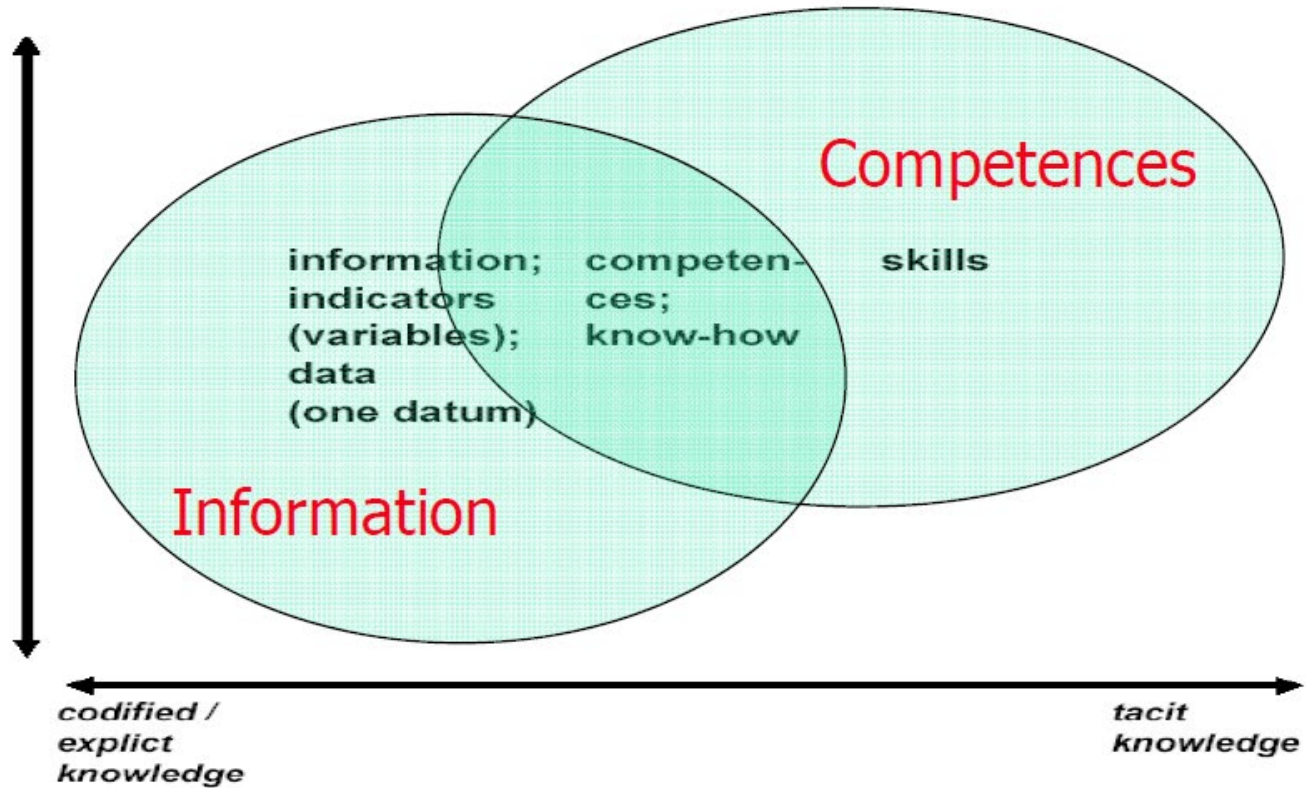 Competences
information; competen- skills
indicators ces;
(variables); know-how
data
(one datum)
Information
codified / tacit
explict knowledge
knowledge